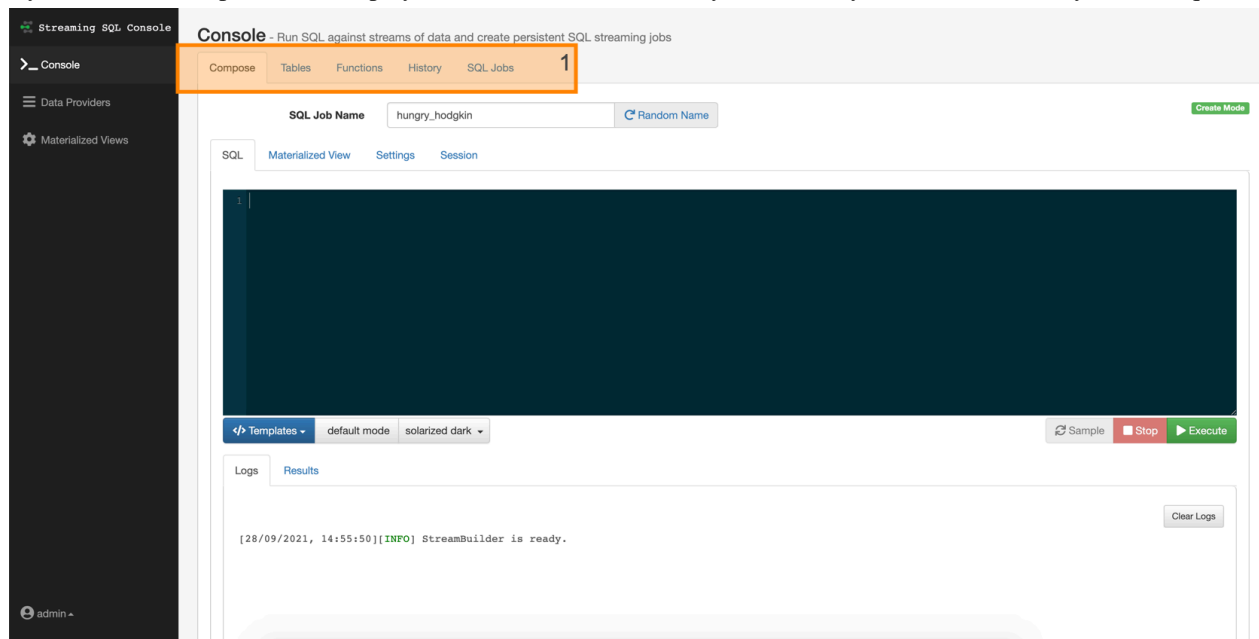 Streaming SQL Console
Console
Data Providers
Materialized Views
admin
Console - Run SQL against streams of data and create persistent SQL streaming jobs
Compose Tables Functions History SQL Jobs 1
SQL Job Name hungry_hodgkin Random Name Create Mode
SQL Materialized View Settings Session
1
</> Templates default mode solarized dark Sample Stop Execute
Logs Results
Clear Logs
[28/09/2021, 14:55:50][INFO] StreamBuilder is ready.